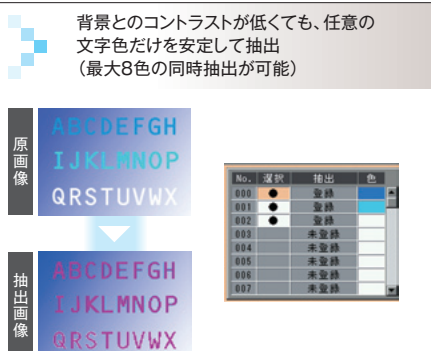 背景とのコントラストが低くても、任意の
文字色だけを安定して抽出
（最大8色の同時抽出が可能）
原画像
ABCDEFGH
IJKLMNOP
QRSTUVWX
抽出画像
ABCDEFGH
IJKLMNOP
QRSTUVWX
No. 選択 抽出 色
000 ● 登録
001 ● 登録
002 ● 登録
003 未登録
004 未登録
005 未登録
006 未登録
007 未登録